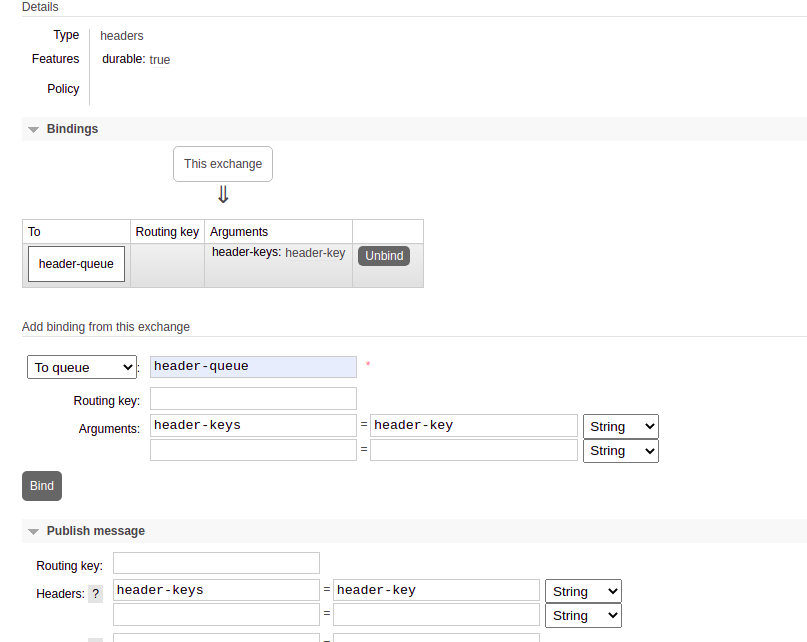 Details
Type headers
Features durable: true
Policy
Bindings
This exchange
⇓
To Routing key Arguments
header-queue header-keys: header-key Unbind
Add binding from this exchange
To queue : header-queue *
Routing key:
Arguments: header-keys = header-key String
= String
Bind
Publish message
Routing key:
Headers: ? header-keys = header-key String
= String
=